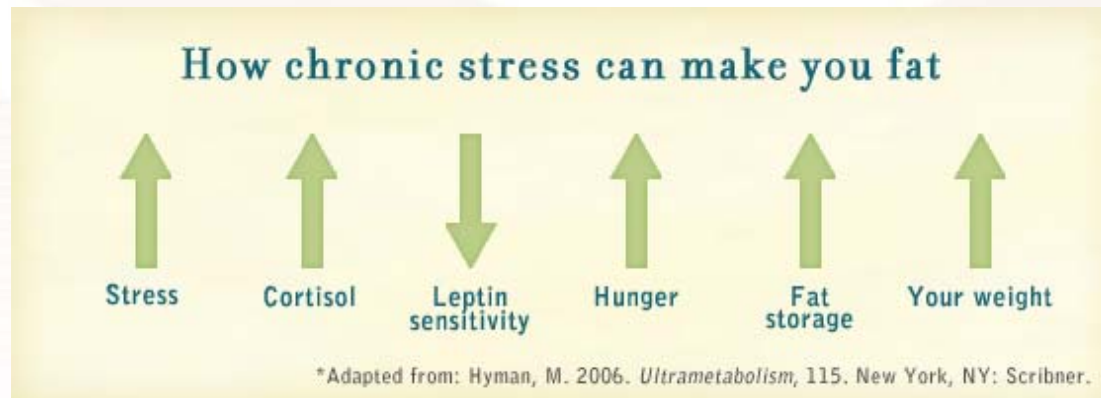 How chronic stress can make you fat
Stress
Cortisol
Leptin
sensitivity
Hunger
Fat
storage
Your weight
*Adapted from: Hyman, M. 2006. Ultrametabolism, 115. New York, NY: Scribner.